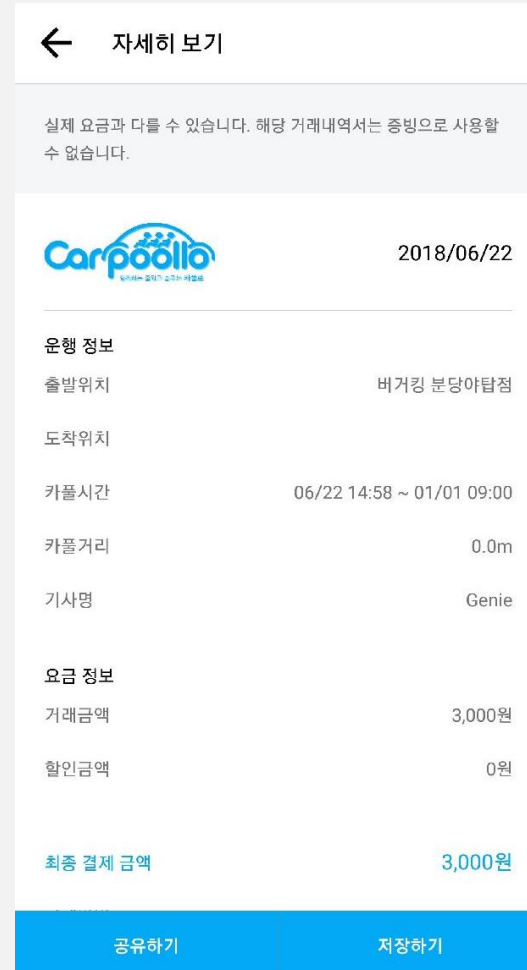 자세히 보기
실제 요금과 다를 수 있습니다. 해당 거래내역서는 증빙으로 사용할
수 없습니다.
Carpoollo
2018/06/22
운행 정보
출발위치 버거킹 분당야탑점
도착위치
카풀시간 06/22 14:58 ~ 01/01 09:00
카풀거리 0.0m
기사명 Genie
요금 정보
거래금액 3,000원
할인금액 0원
최종 결제 금액 3,000원
공유하기 저장하기